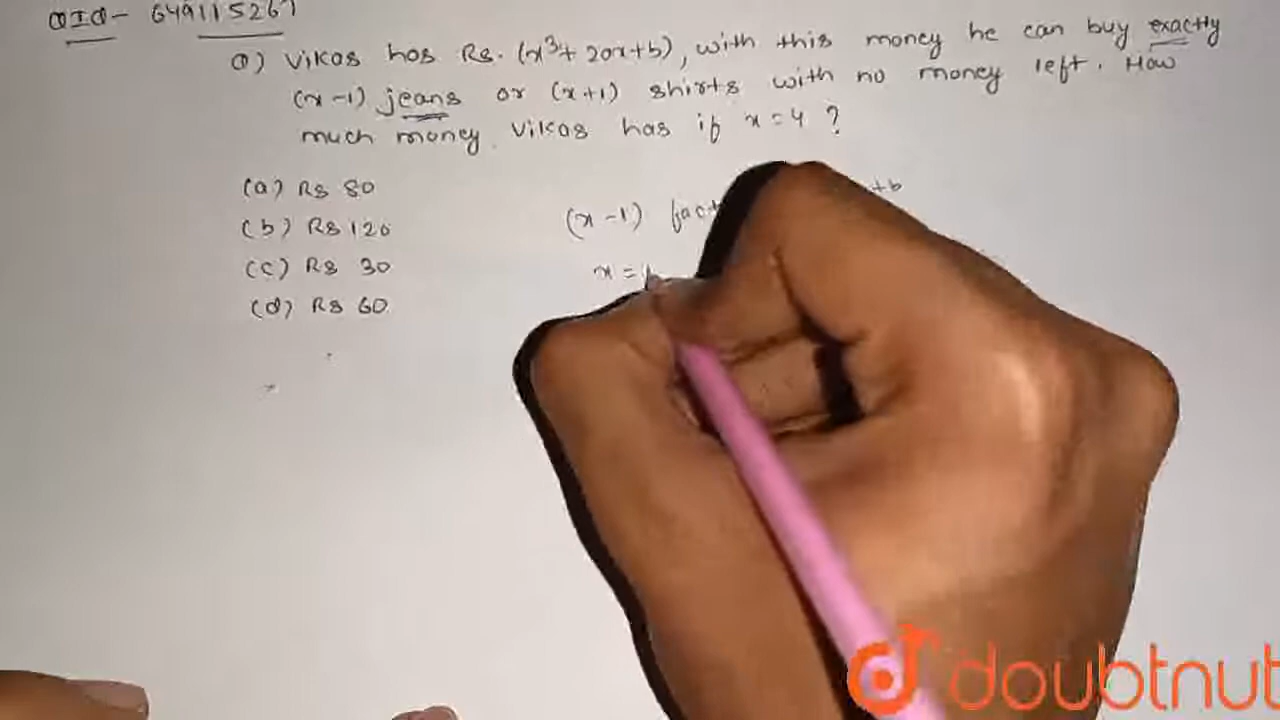 QID- 649115267
Q) Vikas has Rs. (x³+ 20x+b), with this money he can buy exactly
(x-1) jeans or (x+1) shirts with no money left. How
much money Vikas has if x=4?
(a) Rs 80
(b) Rs 120
(c) Rs 30
(d) Rs 60
(x-1) +b
x =
doubtnut